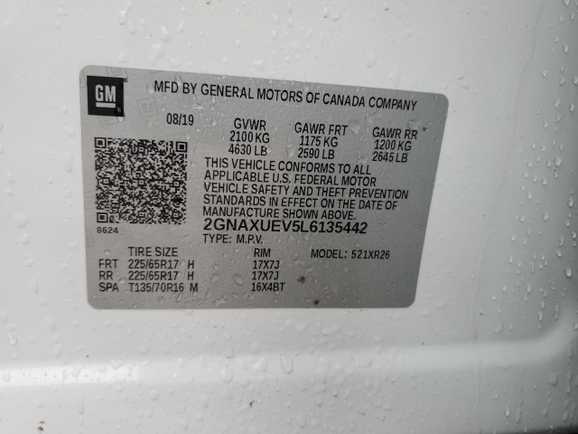 GM
MFD BY GENERAL MOTORS OF CANADA COMPANY
08/19 GVWR GAWR FRT GAWR RR
2100 KG 1175 KG 1200 KG
4630 LB 2590 LB 2645 LB
THIS VEHICLE CONFORMS TO ALL
APPLICABLE U.S. FEDERAL MOTOR
VEHICLE SAFETY AND THEFT PREVENTION
STANDARDS IN EFFECT ON THE DATE OF
MANUFACTURE SHOWN ABOVE.
8624 2GNAXUEV5L6135442
TYPE: M.P.V. MODEL: 521XR26
TIRE SIZE RIM
FRT 225/65R17 H 17X7J
RR 225/65R17 H 17X7J
SPA T135/70R16 M 16X4BT